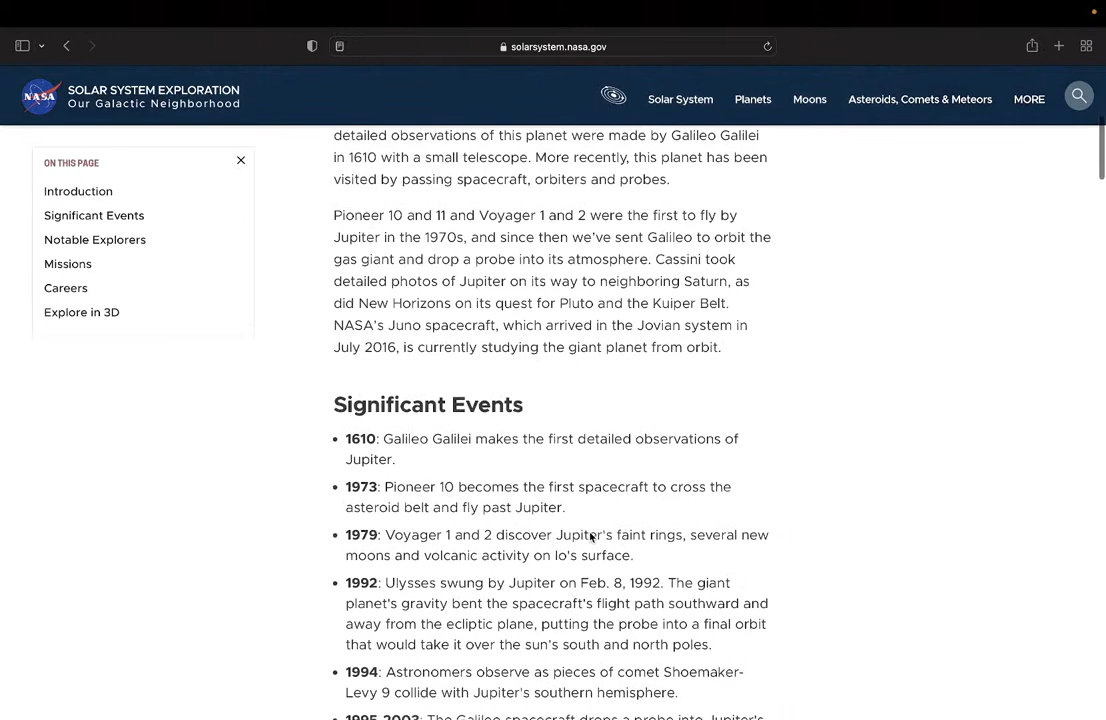 solarsystem.nasa.gov
NASA
SOLAR SYSTEM EXPLORATION
Our Galactic Neighborhood
Solar System
Planets
Moons
Asteroids, Comets & Meteors
MORE
ON THIS PAGE
Introduction
Significant Events
Notable Explorers
Missions
Careers
Explore in 3D
detailed observations of this planet were made by Galileo Galilei
in 1610 with a small telescope. More recently, this planet has been
visited by passing spacecraft, orbiters and probes.
Pioneer 10 and 11 and Voyager 1 and 2 were the first to fly by
Jupiter in the 1970s, and since then we've sent Galileo to orbit the
gas giant and drop a probe into its atmosphere. Cassini took
detailed photos of Jupiter on its way to neighboring Saturn, as
did New Horizons on its quest for Pluto and the Kuiper Belt.
NASA's Juno spacecraft, which arrived in the Jovian system in
July 2016, is currently studying the giant planet from orbit.
Significant Events
• 1610: Galileo Galilei makes the first detailed observations of
Jupiter.
• 1973: Pioneer 10 becomes the first spacecraft to cross the
asteroid belt and fly past Jupiter.
• 1979: Voyager 1 and 2 discover Jupiter's faint rings, several new
moons and volcanic activity on Io's surface.
• 1992: Ulysses swung by Jupiter on Feb. 8, 1992. The giant
planet's gravity bent the spacecraft's flight path southward and
away from the ecliptic plane, putting the probe into a final orbit
that would take it over the sun's south and north poles.
• 1994: Astronomers observe as pieces of comet Shoemaker-
Levy 9 collide with Jupiter's southern hemisphere.
• 1995-2003: The Galileo spacecraft drops a probe into Jupiter's